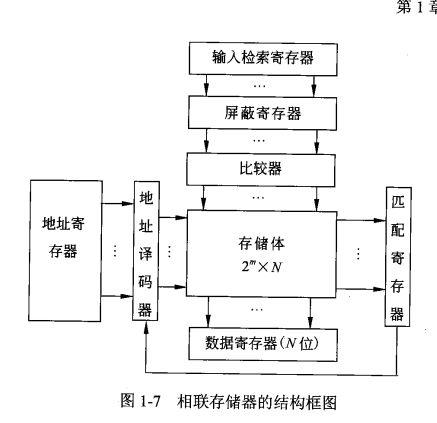 第1章
输入检索寄存器
…
屏蔽寄存器
…
比较器
…
地址寄
存器
⋮
地址译码器
⋮
存储体
2^m×N
⋮
匹配寄存器
…
数据寄存器(N位)
图 1-7 相联存储器的结构框图